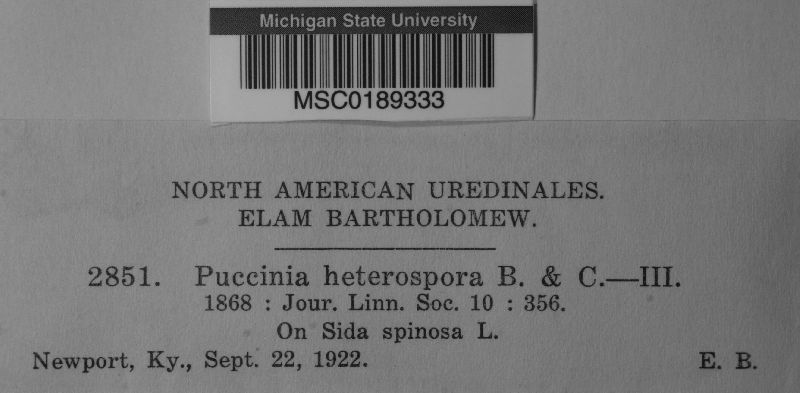 Michigan State University
MSC0189333
NORTH AMERICAN UREDINALES.
ELAM BARTHOLOMEW.
2851. Puccinia heterospora B. & C.—III.
1868 : Jour. Linn. Soc. 10 : 356.
On Sida spinosa L.
Newport, Ky., Sept. 22, 1922. E. B.